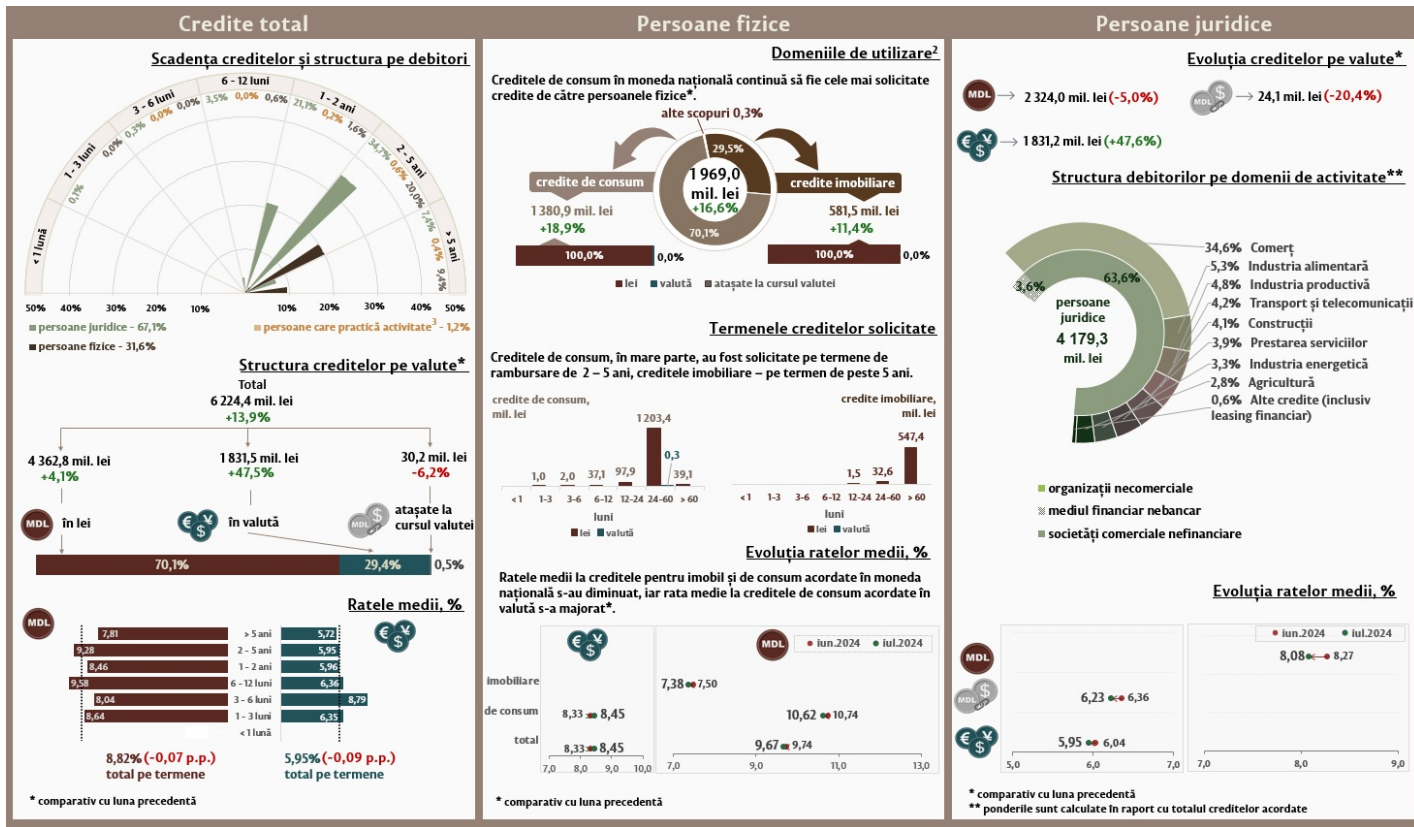 Credite total
Scadența creditelor și structura pe debitori
< 1 lună
1 - 3 luni
3 - 6 luni
6 - 12 luni
1 - 2 ani
2 - 5 ani
> 5 ani
0,1%
0,0%
0,3%
0,0%
0,0%
3,5%
0,0%
0,6%
21,1%
0,2%
1,6%
34,7%
0,6%
20,0%
7,4%
0,4%
9,4%
50% 40% 30% 20% 10% 10% 20% 30% 40% 50%
persoane juridice - 67,1%
persoane care practică activitate3 - 1,2%
persoane fizice - 31,6%
Structura creditelor pe valute*
Total
6 224,4 mil. lei
+13,9%
4 362,8 mil. lei
+4,1%
1 831,5 mil. lei
+47,5%
30,2 mil. lei
-6,2%
MDL
în lei
€ ¥ $
în valută
MDL $
atașate la
cursul valutei
70,1%
29,4%
0,5%
Ratele medii, %
MDL
€ ¥ $
7,81 > 5 ani 5,72
9,28 2 - 5 ani 5,95
8,46 1 - 2 ani 5,96
9,58 6 - 12 luni 6,36
8,04 3 - 6 luni 8,79
8,64 1 - 3 luni 6,35
< 1 lună
8,82% (-0,07 p.p.)
total pe termene
5,95% (-0,09 p.p.)
total pe termene
* comparativ cu luna precedentă
Persoane fizice
Domeniile de utilizare2
Creditele de consum în moneda națională continuă să fie cele mai solicitate
credite de către persoanele fizice*.
alte scopuri 0,3%
29,5%
1 969,0
mil. lei
+16,6%
70,1%
credite de consum
1 380,9 mil. lei
+18,9%
100,0%
0,0%
credite imobiliare
581,5 mil. lei
+11,4%
100,0%
0,0%
lei valută atașate la cursul valutei
Termenele creditelor solicitate
Creditele de consum, în mare parte, au fost solicitate pe termene de
rambursare de 2 – 5 ani, creditele imobiliare – pe termen de peste 5 ani.
credite de consum,
mil. lei
1,0
2,0
37,1
97,9
1 203,4
0,3
39,1
< 1 1-3 3-6 6-12 12-24 24-60 > 60
luni
lei valută
credite imobiliare,
mil. lei
1,5
32,6
547,4
< 1 1-3 3-6 6-12 12-24 24-60 > 60
luni
lei valută
Evoluția ratelor medii, %
Ratele medii la creditele pentru imobil și de consum acordate în moneda
națională s-au diminuat, iar rata medie la creditele de consum acordate în
valută s-a majorat*.
€ ¥ $
MDL
iun.2024 iul.2024
imobiliare
7,38 7,50
de consum
8,33 8,45
10,62 10,74
total
8,33 8,45
9,67 9,74
7,0 8,0 9,0 10,0
7,0 9,0 11,0 13,0
* comparativ cu luna precedentă
Persoane juridice
Evoluția creditelor pe valute*
MDL
2 324,0 mil. lei (-5,0%)
MDL $
24,1 mil. lei (-20,4%)
€ ¥ $
1 831,2 mil. lei (+47,6%)
Structura debitorilor pe domenii de activitate**
3,6%
63,6%
persoane
juridice
4 179,3
mil. lei
34,6% Comerț
5,3% Industria alimentară
4,8% Industria productivă
4,2% Transport și telecomunicații
4,1% Construcții
3,9% Prestarea serviciilor
3,3% Industria energetică
2,8% Agricultură
0,6% Alte credite (inclusiv
leasing financiar)
organizații necomerciale
mediul financiar nebancar
societăți comerciale nefinanciare
Evoluția ratelor medii, %
iun.2024 iul.2024
MDL
8,08 8,27
MDL $
6,23 6,36
€ ¥ $
5,95 6,04
5,0 6,0 7,0
7,0 8,0 9,0
* comparativ cu luna precedentă
** ponderile sunt calculate în raport cu totalul creditelor acordate